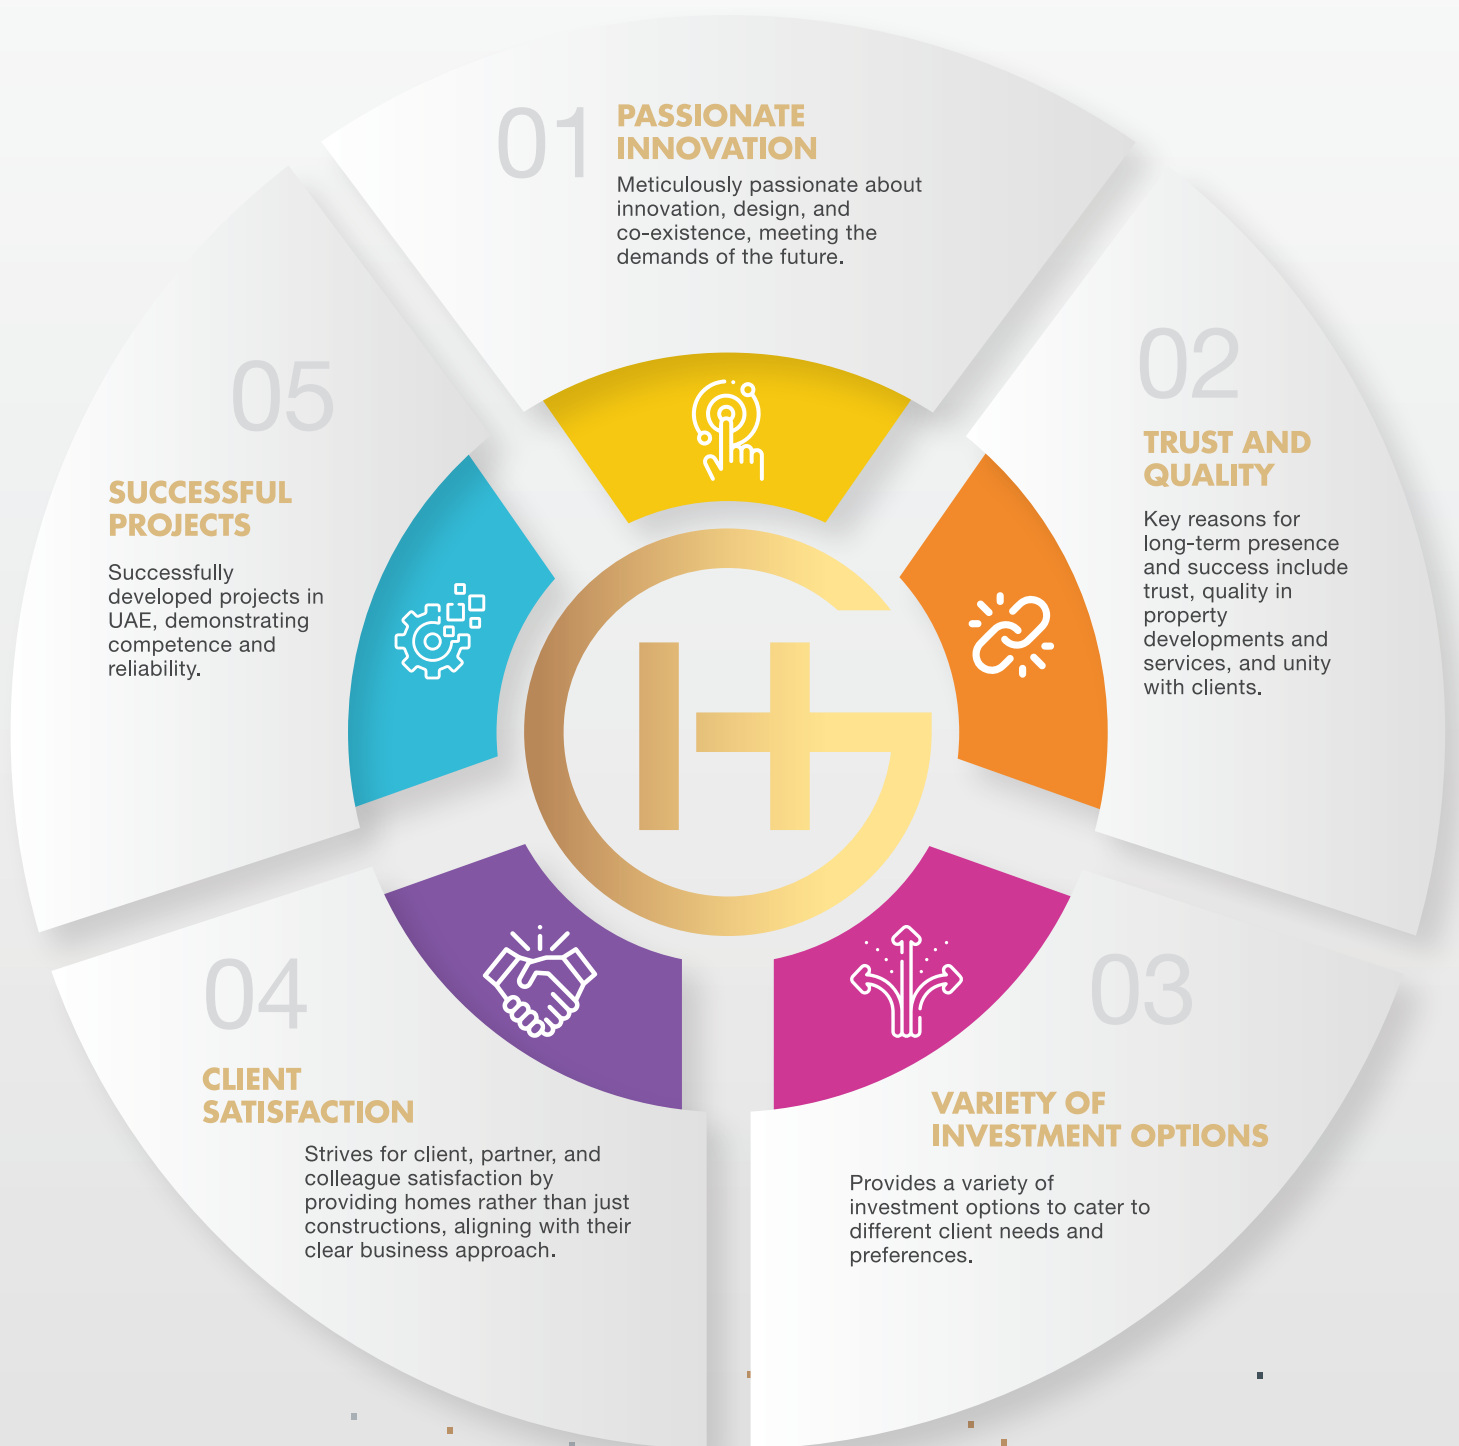 01
PASSIONATE
INNOVATION
Meticulously passionate about
innovation, design, and
co-existence, meeting the
demands of the future.
02
TRUST AND
QUALITY
Key reasons for
long-term presence
and success include
trust, quality in
property
developments and
services, and unity
with clients.
03
VARIETY OF
INVESTMENT OPTIONS
Provides a variety of
investment options to cater to
different client needs and
preferences.
04
CLIENT
SATISFACTION
Strives for client, partner, and
colleague satisfaction by
providing homes rather than just
constructions, aligning with their
clear business approach.
05
SUCCESSFUL
PROJECTS
Successfully
developed projects in
UAE, demonstrating
competence and
reliability.